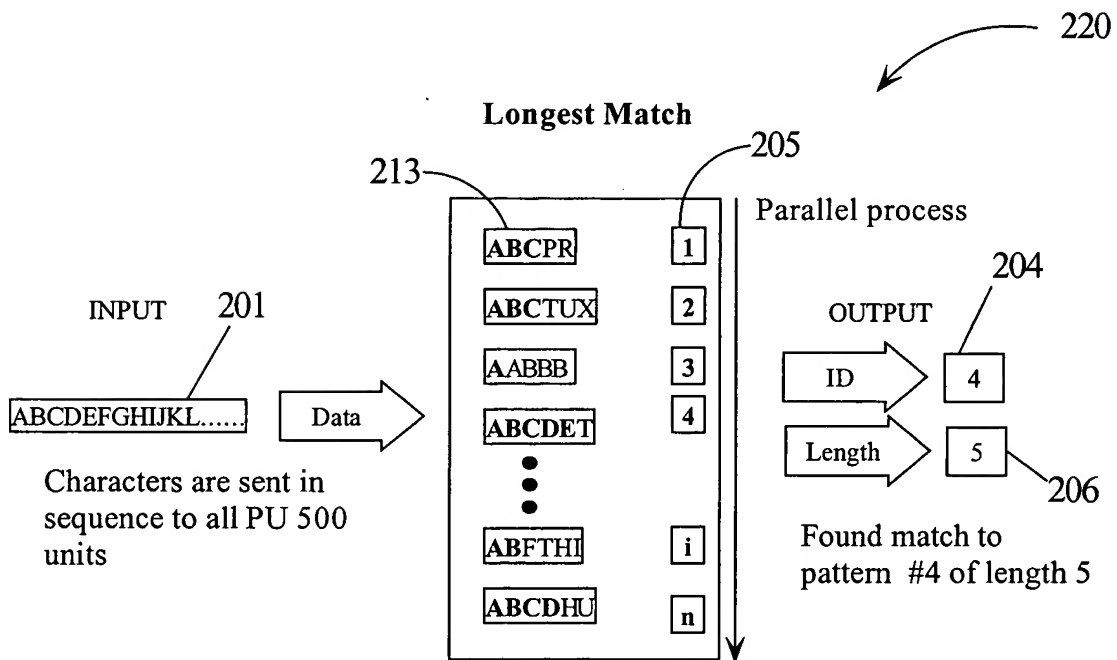 220
Longest Match
205
213
Parallel process
ABCPR 1
204
INPUT 201
ABCTUX 2
OUTPUT
AABBB 3
ID 4
ABCDEFGHIJKL......
Data
ABCDET 4
Length 5
206
Characters are sent in
sequence to all PU 500
units
ABFTHI i
Found match to
pattern #4 of length 5
ABCDHU n